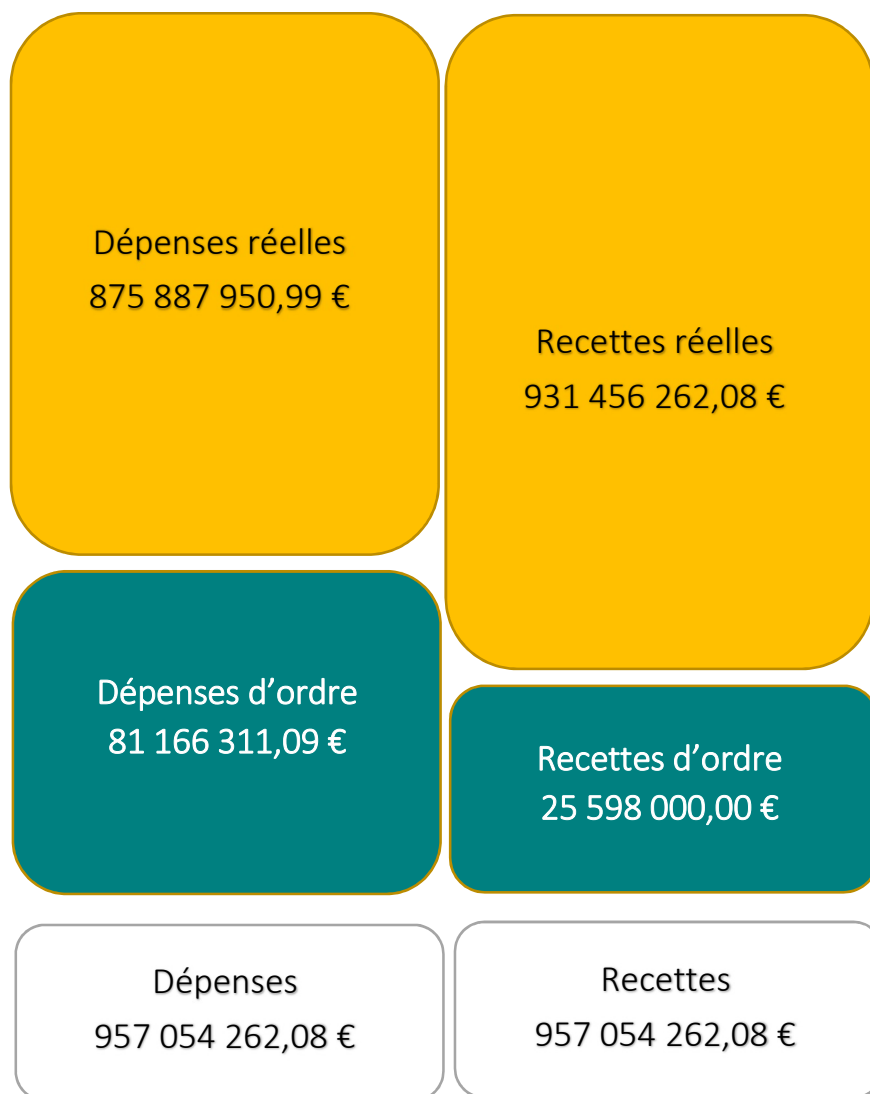 Dépenses réelles
875 887 950,99 €
Recettes réelles
931 456 262,08 €
Dépenses d’ordre
81 166 311,09 €
Recettes d’ordre
25 598 000,00 €
Dépenses
957 054 262,08 €
Recettes
957 054 262,08 €